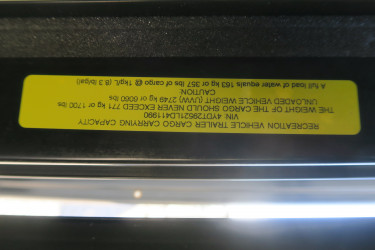 RECREATION VEHICLE TRAILER CARGO CARRYING CAPACITY
VIN: 4YDT29521LD411990
THE WEIGHT OF THE CARGO SHOULD NEVER EXCEED 771 kg or 1700 lbs
UNLOADED VEHICLE WEIGHT (UVW) 2749 kg or 6060 lbs
CAUTION:
A full load of water equals 163 kg or 357 lbs of cargo @ 1kg/L (8.3 lb/gal)